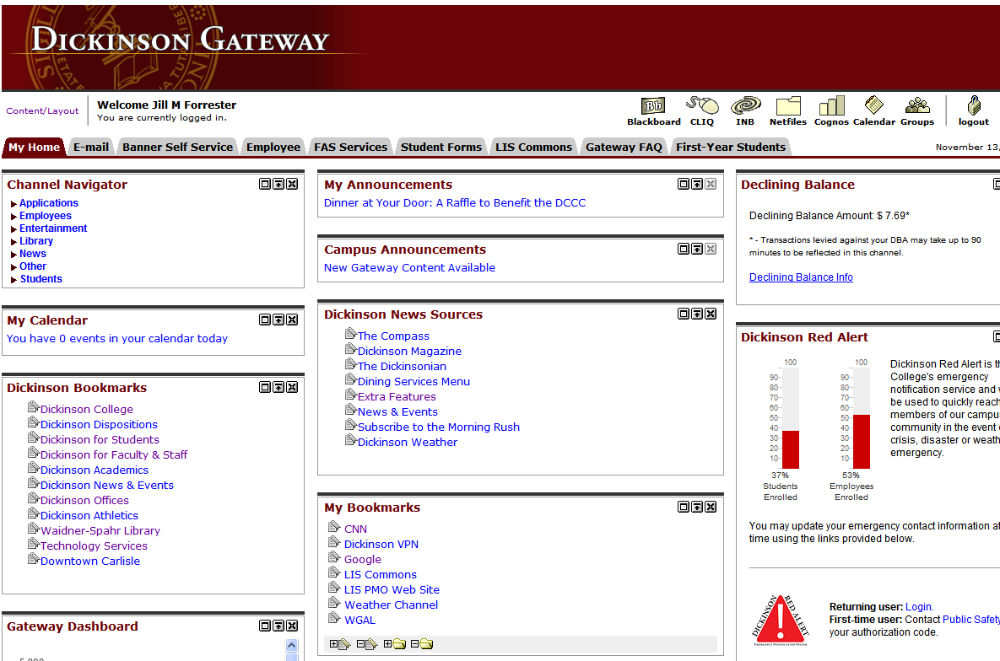 DICKINSON GATEWAY
Content/Layout
Welcome Jill M Forrester
You are currently logged in.
Bb
Blackboard CLIQ INB Netfiles Cognos Calendar Groups logout
My Home E-mail Banner Self Service Employee FAS Services Student Forms LIS Commons Gateway FAQ First-Year Students
November 13,
Channel Navigator
Applications
Employees
Entertainment
Library
News
Other
Students
My Calendar
You have 0 events in your calendar today
Dickinson Bookmarks
Dickinson College
Dickinson Dispositions
Dickinson for Students
Dickinson for Faculty & Staff
Dickinson Academics
Dickinson News & Events
Dickinson Offices
Dickinson Athletics
Waidner-Spahr Library
Technology Services
Downtown Carlisle
Gateway Dashboard
My Announcements
Dinner at Your Door: A Raffle to Benefit the DCCC
Campus Announcements
New Gateway Content Available
Dickinson News Sources
The Compass
Dickinson Magazine
The Dickinsonian
Dining Services Menu
Extra Features
News & Events
Subscribe to the Morning Rush
Dickinson Weather
My Bookmarks
CNN
Dickinson VPN
Google
LIS Commons
LIS PMO Web Site
Weather Channel
WGAL
Declining Balance
Declining Balance Amount: $ 7.69*
* - Transactions levied against your DBA may take up to 90
minutes to be reflected in this channel.
Declining Balance Info
Dickinson Red Alert
100 100
90 90
80 80
70 70
60 60
50 50
40 40
30 30
20 20
10 10
37% 53%
Students Employees
Enrolled Enrolled
Dickinson Red Alert is
College's emergency
notification service and
be used to quickly reach
members of our
community in the event
crisis, disaster or
emergency.
You may update your emergency contact information
time using the links provided below.
DICKINSON RED ALERT
EMERGENCY NOTIFICATION SYSTEM
Returning user: Login.
First-time user: Contact Public Safety
your authorization code.